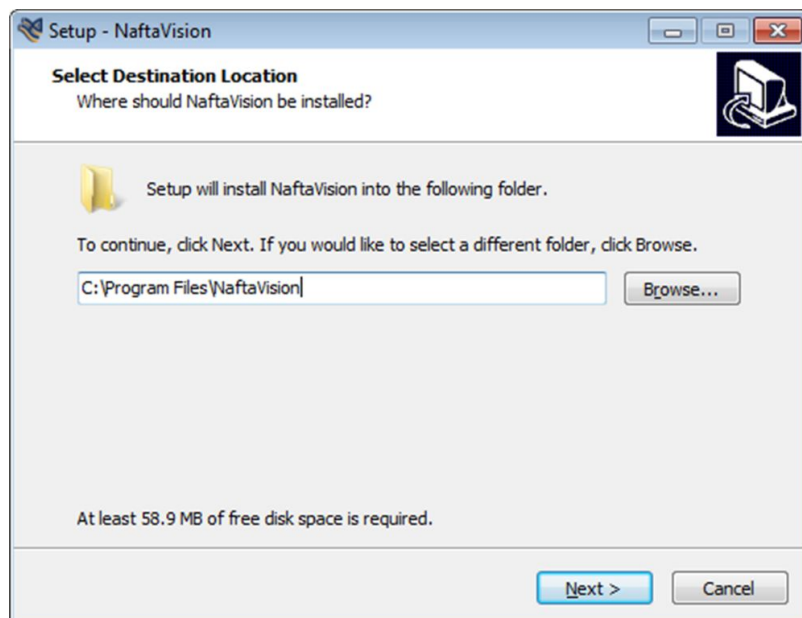 Setup - NaftaVision
Select Destination Location
Where should NaftaVision be installed?
Setup will install NaftaVision into the following folder.
To continue, click Next. If you would like to select a different folder, click Browse.
C:\Program Files\NaftaVision
Browse...
At least 58.9 MB of free disk space is required.
Next >
Cancel